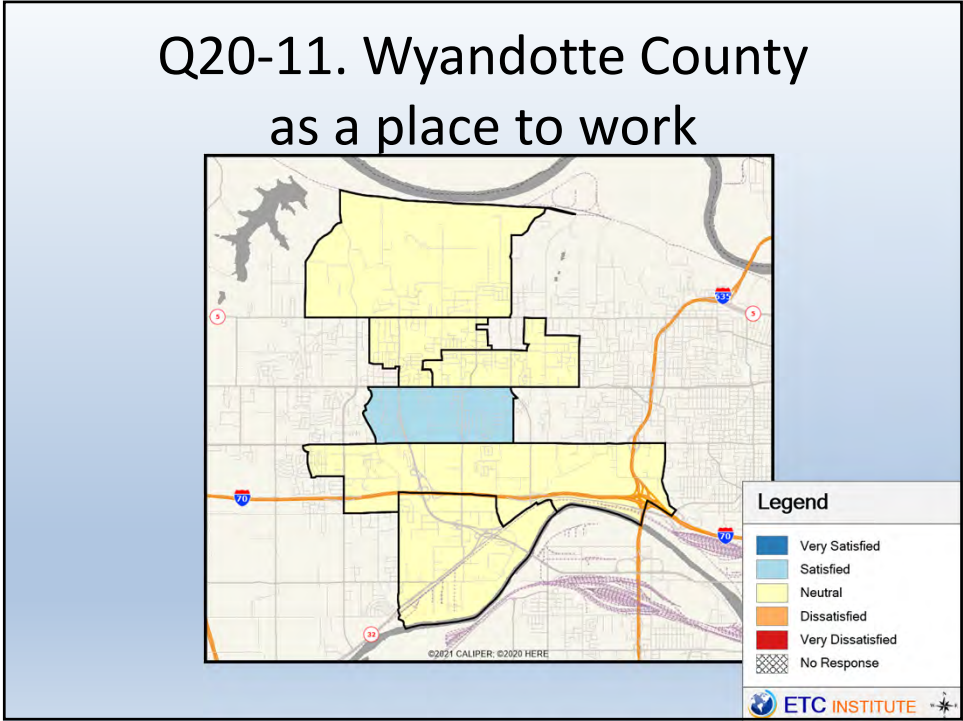 Q20-11. Wyandotte County
as a place to work
635
5
5
70
70
32
©2021 CALIPER; ©2020 HERE
Legend
Very Satisfied
Satisfied
Neutral
Dissatisfied
Very Dissatisfied
No Response
ETC INSTITUTE